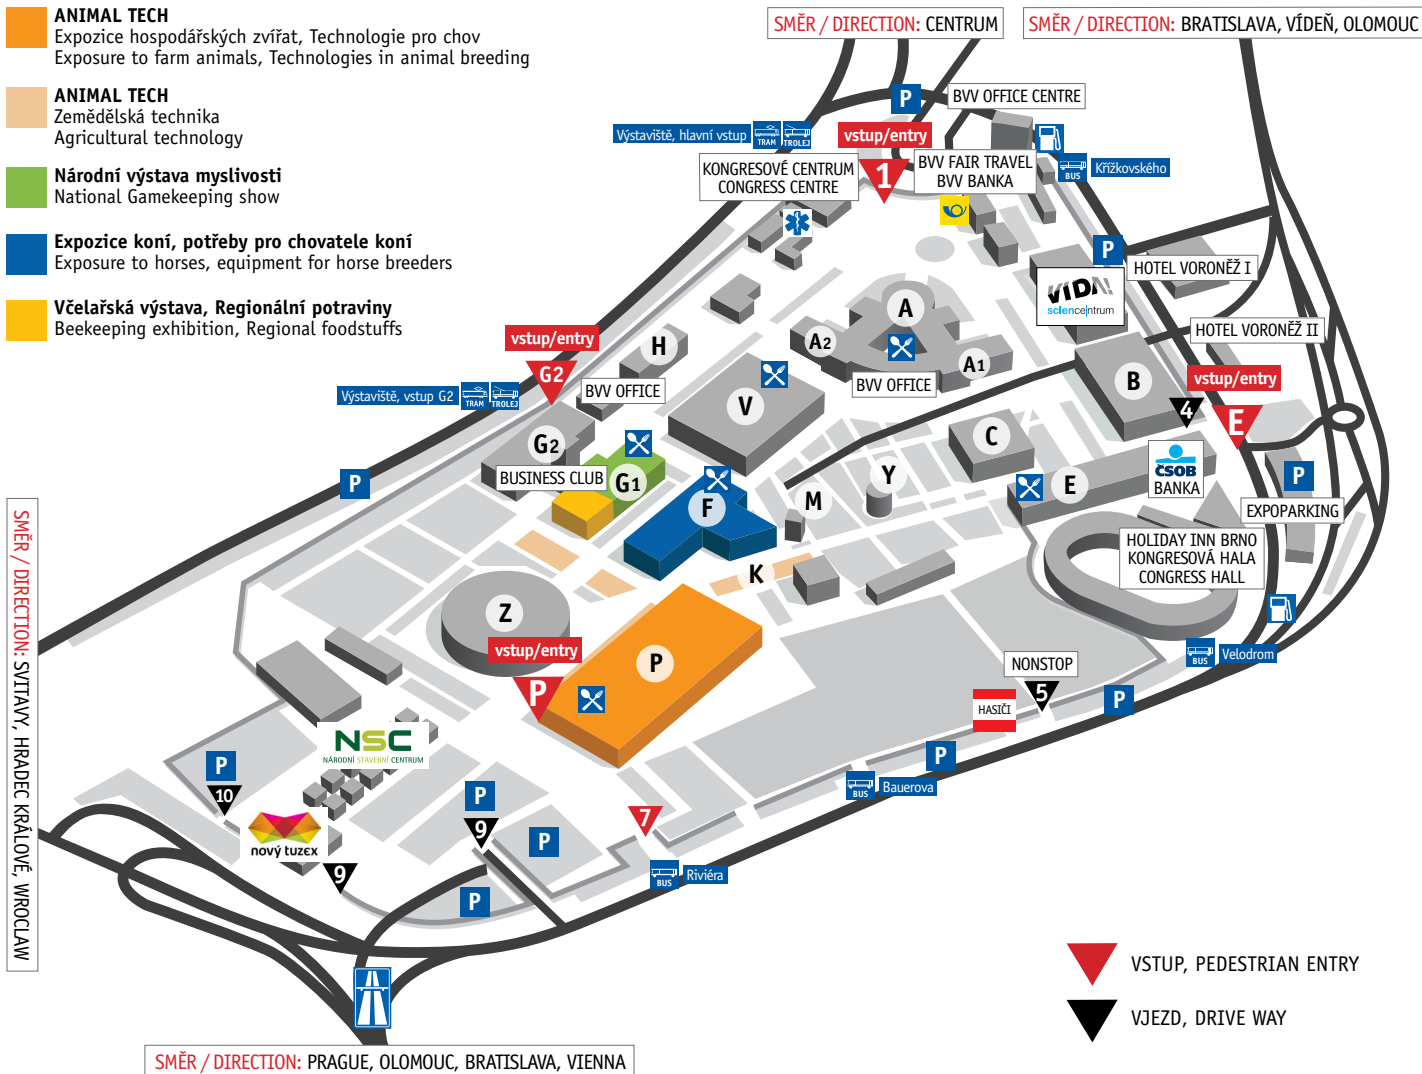 ANIMAL TECH
Expozice hospodářských zvířat, Technologie pro chov
Exposure to farm animals, Technologies in animal breeding
ANIMAL TECH
Zemědělská technika
Agricultural technology
Národní výstava myslivosti
National Gamekeeping show
Expozice koní, potřeby pro chovatele koní
Exposure to horses, equipment for horse breeders
Včelařská výstava, Regionální potraviny
Beekeeping exhibition, Regional foodstuffs
SMĚR / DIRECTION: CENTRUM
SMĚR / DIRECTION: BRATISLAVA, VÍDEŇ, OLOMOUC
P
BVV OFFICE CENTRE
Výstaviště, hlavní vstup
TRAM
TROLEJ
vstup/entry
1
KONGRESOVÉ CENTRUM
CONGRESS CENTRE
BVV FAIR TRAVEL
BVV BANKA
BUS
Křížkovského
P
HOTEL VORONĚŽ I
VIDA!
sciencentrum
HOTEL VORONĚŽ II
A
A2
A1
BVV OFFICE
H
vstup/entry
G2
BVV OFFICE
Výstaviště, vstup G2
TRAM
TROLEJ
V
B
vstup/entry
4
E
C
G2
BUSINESS CLUB
G1
P
F
M
Y
E
ČSOB
BANKA
P
EXPOPARKING
HOLIDAY INN BRNO
KONGRESOVÁ HALA
CONGRESS HALL
K
Z
vstup/entry
P
P
NONSTOP
5
HASIČI
BUS
Velodrom
P
P
BUS
Bauerova
NSC
NÁRODNÍ STAVEBNÍ CENTRUM
P
10
P
9
P
7
nový tuzex
9
P
BUS
Riviéra
SMĚR / DIRECTION: SVITAVY, HRADEC KRÁLOVÉ, WROCLAW
VSTUP, PEDESTRIAN ENTRY
VJEZD, DRIVE WAY
SMĚR / DIRECTION: PRAGUE, OLOMOUC, BRATISLAVA, VIENNA